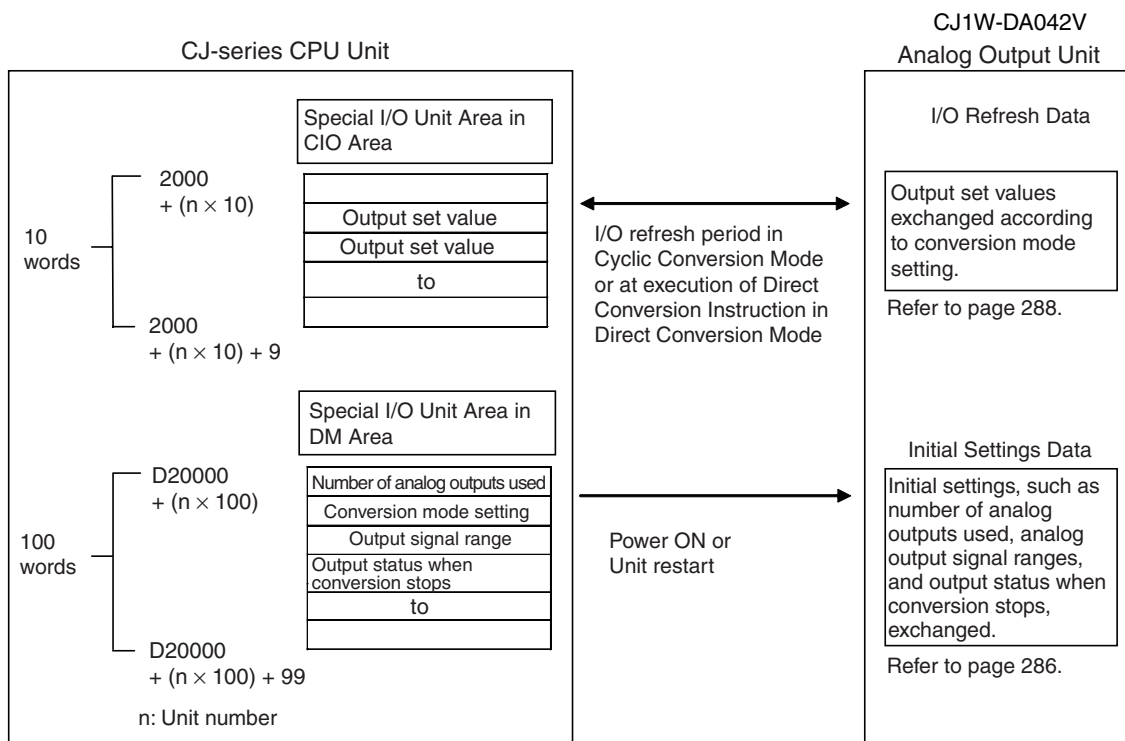 CJ-series CPU Unit
CJ1W-DA042V
Analog Output Unit
Special I/O Unit Area in
CIO Area
I/O Refresh Data
2000
+ (n × 10)
10
words
Output set value
Output set value
to
2000
+ (n × 10) + 9
I/O refresh period in
Cyclic Conversion Mode
or at execution of Direct
Conversion Instruction in
Direct Conversion Mode
Output set values
exchanged according
to conversion mode
setting.
Refer to page 288.
Special I/O Unit Area in
DM Area
Initial Settings Data
D20000
+ (n × 100)
100
words
Number of analog outputs used
Conversion mode setting
Output signal range
Output status when
conversion stops
to
D20000
+ (n × 100) + 99
Power ON or
Unit restart
Initial settings, such as
number of analog
outputs used, analog
output signal ranges,
and output status when
conversion stops,
exchanged.
Refer to page 286.
n: Unit number